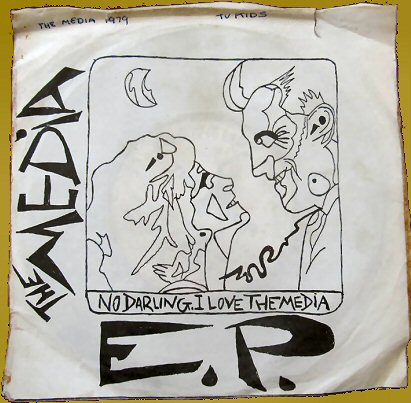 THE MEDIA 1979
TV KIDS
THE MEDIA
NO DARLING..I LOVE THE MEDIA
E.P.